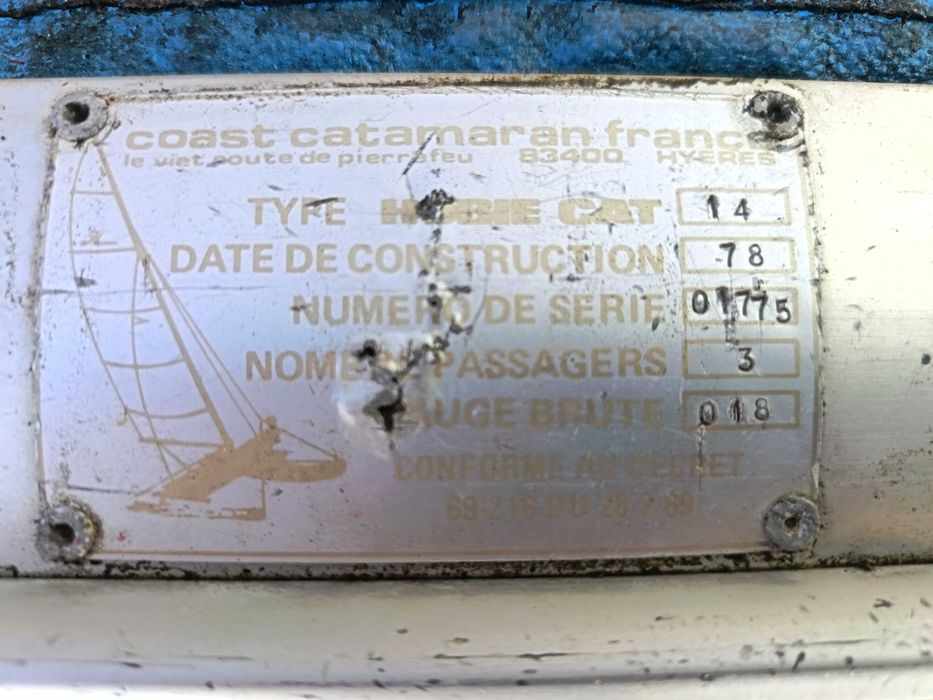 coast catamaran france
le viet route de pierrefeu 83400 HYERES
TYPE HOBIE CAT 14
DATE DE CONSTRUCTION 78
NUMERO DE SERIE 01775
PASSAGERS 3
JAUGE BRUTE 018
CONFORME AU DECRET
69-216 DU 28-2-69